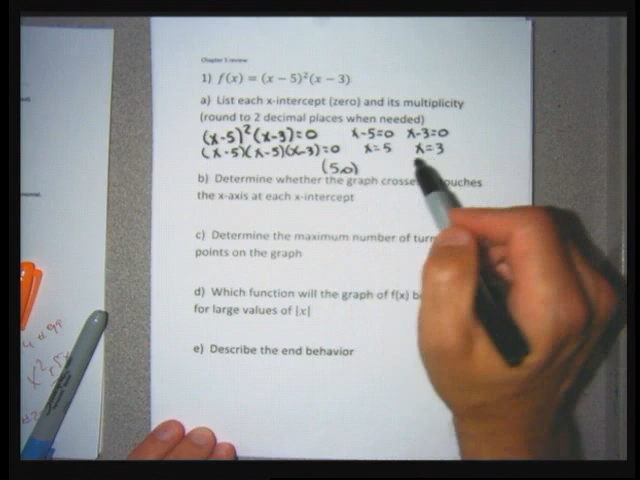 Chapter 5 review
1) f(x) = (x − 5)²(x − 3)
a) List each x-intercept (zero) and its multiplicity
(round to 2 decimal places when needed)
(x-5)²(x-3)=0 x-5=0 x-3=0
(x-5)(x-5)(x-3)=0 x=5 x=3
(5,0)
b) Determine whether the graph crosses touches
the x-axis at each x-intercept
c) Determine the maximum number of turn
points on the graph
d) Which function will the graph of f(x) b
for large values of |x|
e) Describe the end behavior